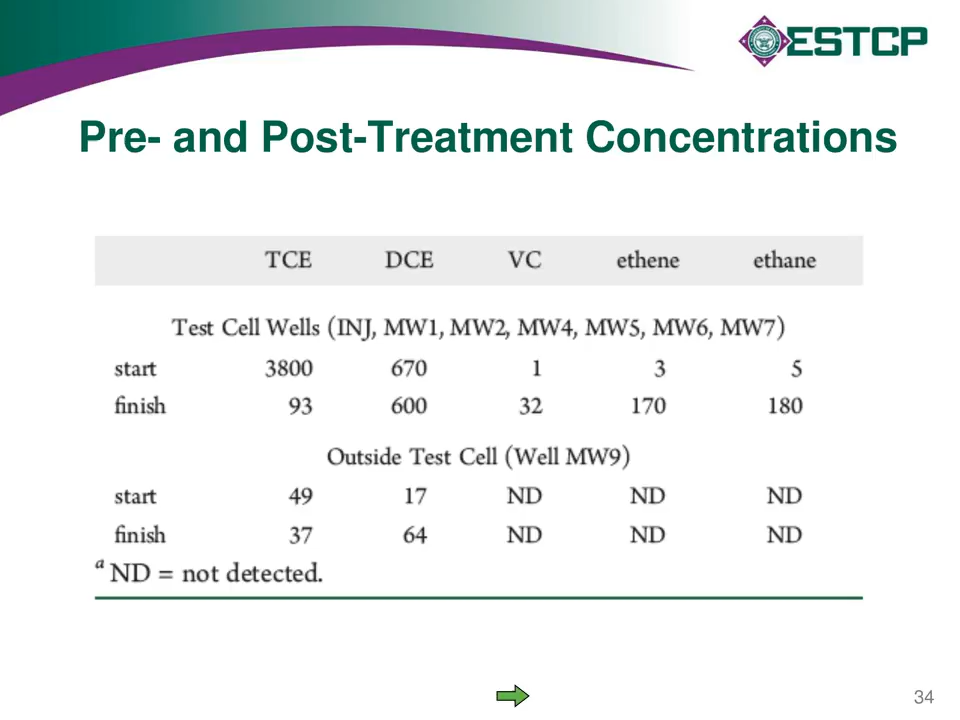 ESTCP
Pre- and Post-Treatment Concentrations
TCE DCE VC ethene ethane
Test Cell Wells (INJ, MW1, MW2, MW4, MW5, MW6, MW7)
start 3800 670 1 3 5
finish 93 600 32 170 180
Outside Test Cell (Well MW9)
start 49 17 ND ND ND
finish 37 64 ND ND ND
a ND = not detected.
34